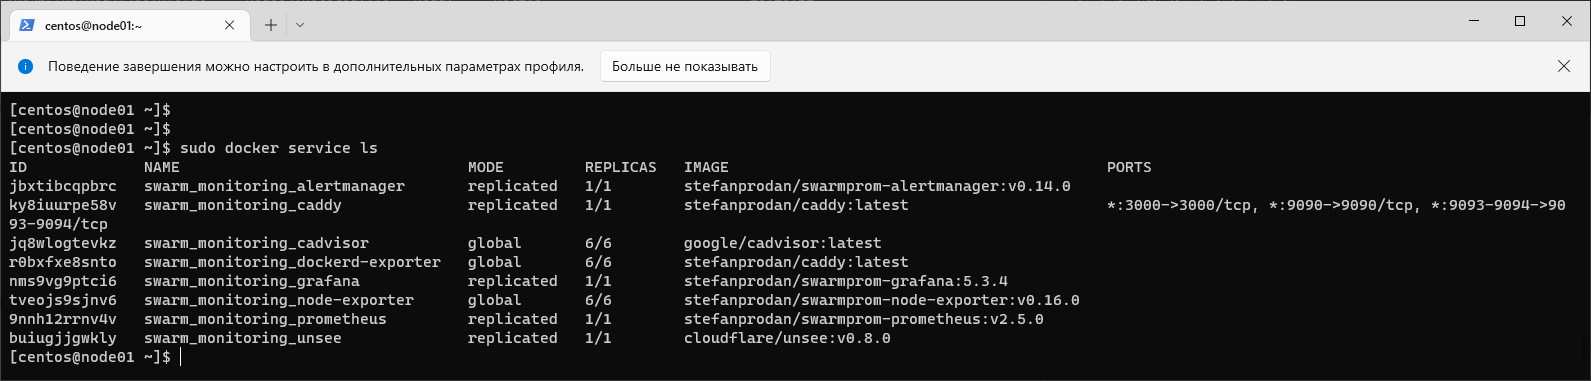 centos@node01:~
Поведение завершения можно настроить в дополнительных параметрах профиля. Больше не показывать
[centos@node01 ~]$
[centos@node01 ~]$
[centos@node01 ~]$ sudo docker service ls
ID             NAME                                MODE         REPLICAS   IMAGE                                          PORTS
jbxtibcqpbrc   swarm_monitoring_alertmanager       replicated   1/1        stefanprodan/swarmprom-alertmanager:v0.14.0
ky8iuurpe58v   swarm_monitoring_caddy              replicated   1/1        stefanprodan/caddy:latest                      *:3000->3000/tcp, *:9090->9090/tcp, *:9093-9094->90
93-9094/tcp
jq8wlogtevkz   swarm_monitoring_cadvisor           global       6/6        google/cadvisor:latest
r0bxfxe8snto   swarm_monitoring_dockerd-exporter   global       6/6        stefanprodan/caddy:latest
nms9vg9ptci6   swarm_monitoring_grafana            replicated   1/1        stefanprodan/swarmprom-grafana:5.3.4
tveojs9sjnv6   swarm_monitoring_node-exporter      global       6/6        stefanprodan/swarmprom-node-exporter:v0.16.0
9nnh12rrnv4v   swarm_monitoring_prometheus         replicated   1/1        stefanprodan/swarmprom-prometheus:v2.5.0
buiugjjgwkly   swarm_monitoring_unsee              replicated   1/1        cloudflare/unsee:v0.8.0
[centos@node01 ~]$